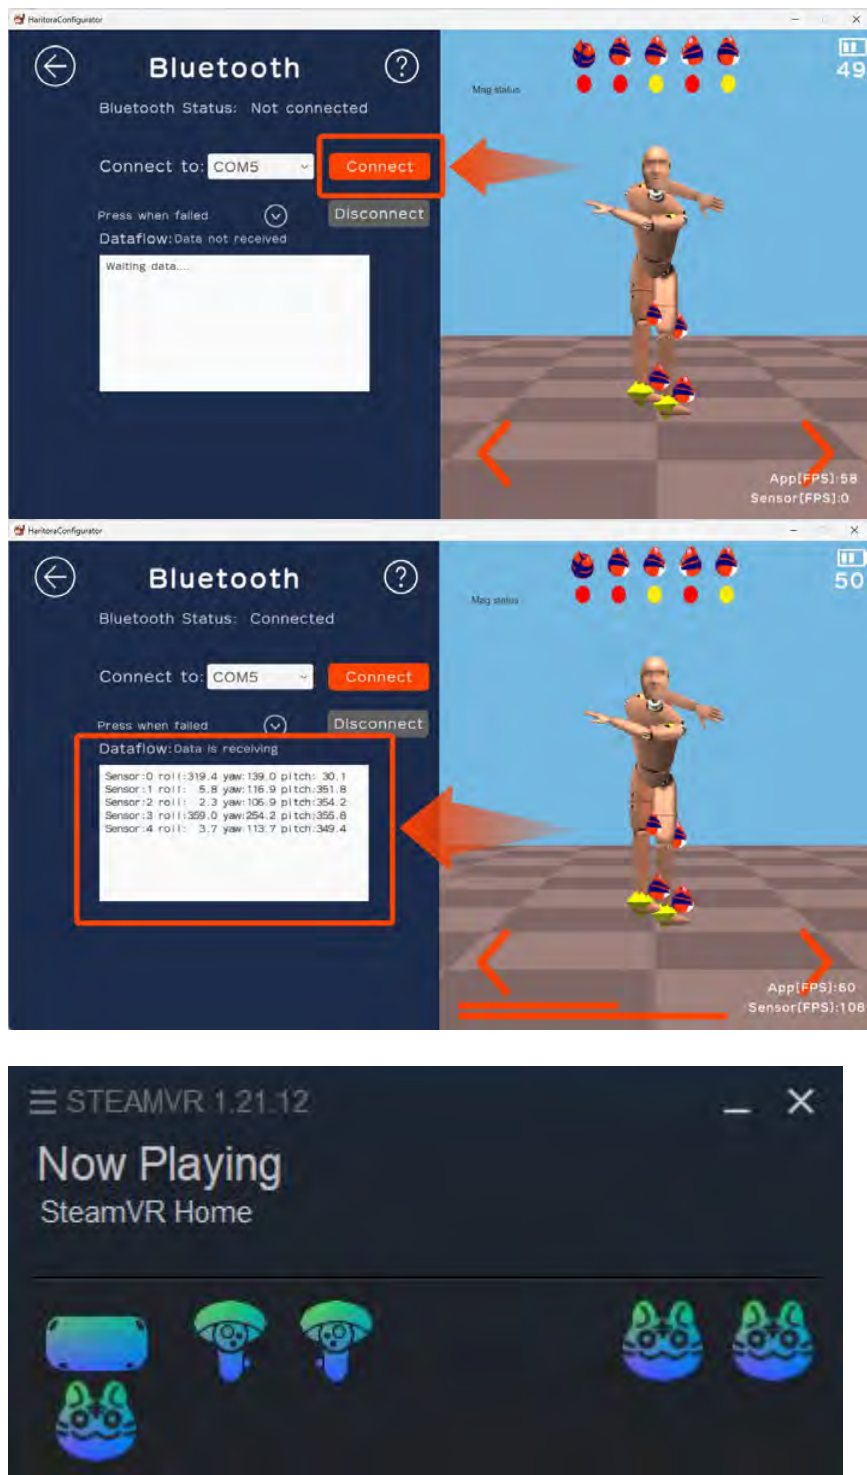 HaritoraConfigurator
Bluetooth
?
49
Bluetooth Status: Not connected
Mag status
Connect to: COM5 Connect
Press when failed
Disconnect
Dataflow:Data not received
Waiting data....
App[FPS]:58
Sensor[FPS]:0
HaritoraConfigurator
Bluetooth
?
50
Bluetooth Status: Connected
Mag status
Connect to: COM5 Connect
Press when failed
Disconnect
Dataflow:Data is receiving
Sensor:0 roll:319.4 yaw:139.0 pitch: 30.1
Sensor:1 roll: 5.8 yaw:116.9 pitch:351.8
Sensor:2 roll: 2.3 yaw:106.9 pitch:354.2
Sensor:3 roll:359.0 yaw:254.2 pitch:355.8
Sensor:4 roll: 3.7 yaw:113.7 pitch:349.4
App[FPS]:60
Sensor[FPS]:108
STEAMVR 1.21.12
Now Playing
SteamVR Home